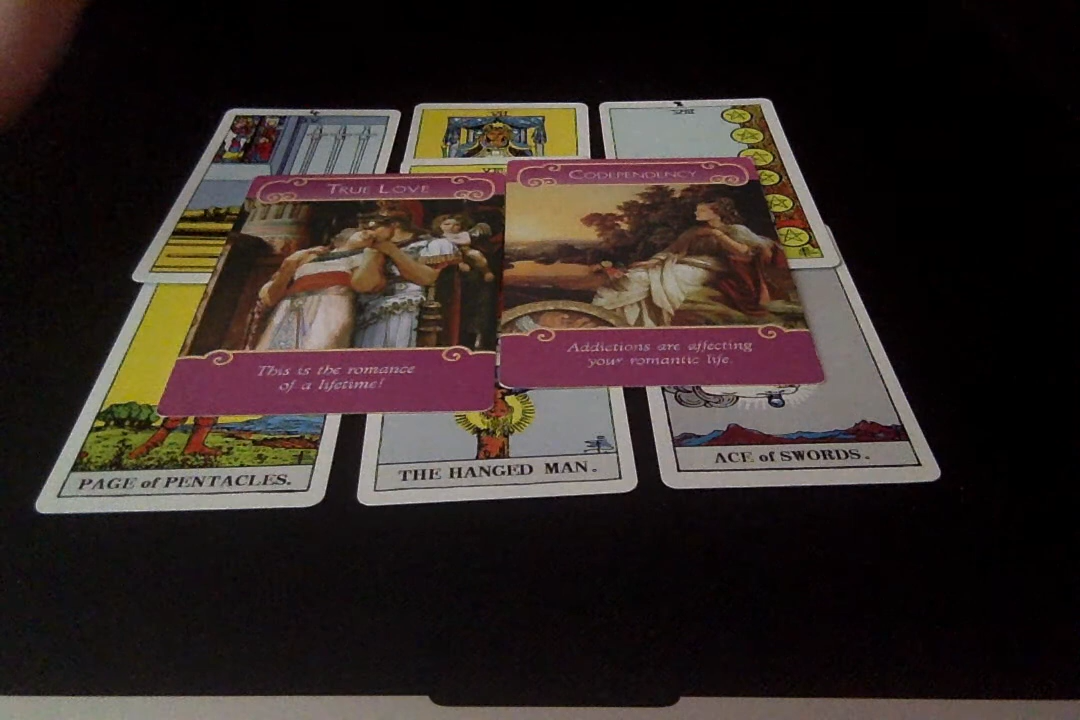 VII
TRUE LOVE
CODEPENDENCY
This is the romance
of a lifetime!
Addictions are affecting
your romantic life.
PAGE of PENTACLES.
THE HANGED MAN.
ACE of SWORDS.